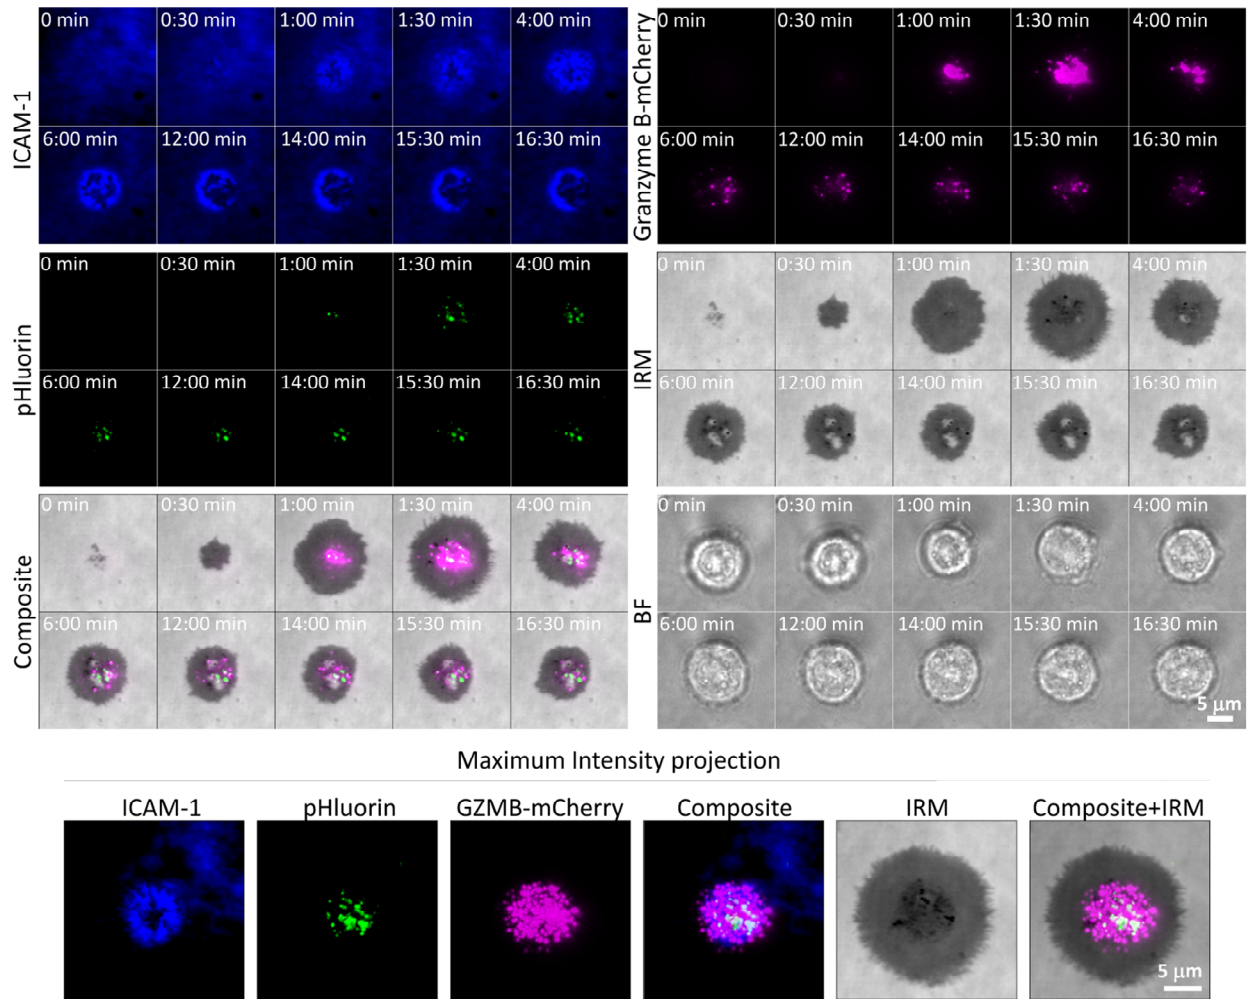 ICAM-1
0 min 0:30 min 1:00 min 1:30 min 4:00 min
6:00 min 12:00 min 14:00 min 15:30 min 16:30 min
Granzyme B-mCherry
0 min 0:30 min 1:00 min 1:30 min 4:00 min
6:00 min 12:00 min 14:00 min 15:30 min 16:30 min
pHluorin
0 min 0:30 min 1:00 min 1:30 min 4:00 min
6:00 min 12:00 min 14:00 min 15:30 min 16:30 min
IRM
0 min 0:30 min 1:00 min 1:30 min 4:00 min
6:00 min 12:00 min 14:00 min 15:30 min 16:30 min
Composite
0 min 0:30 min 1:00 min 1:30 min 4:00 min
6:00 min 12:00 min 14:00 min 15:30 min 16:30 min
BF
0 min 0:30 min 1:00 min 1:30 min 4:00 min
6:00 min 12:00 min 14:00 min 15:30 min 16:30 min
5 μm
Maximum Intensity projection
ICAM-1 pHluorin GZMB-mCherry Composite IRM Composite+IRM
5 μm